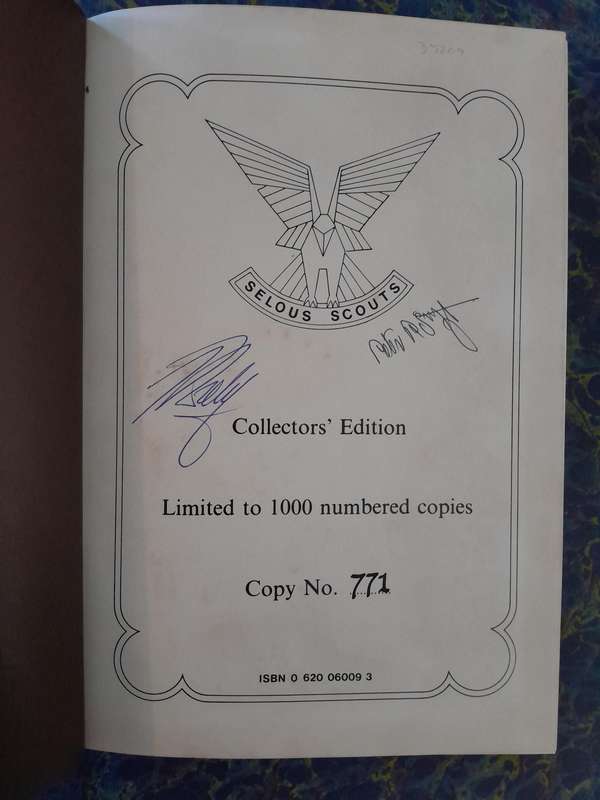 SELOUS SCOUTS
Collectors' Edition
Limited to 1000 numbered copies
Copy No. 771
ISBN 0 620 06009 3